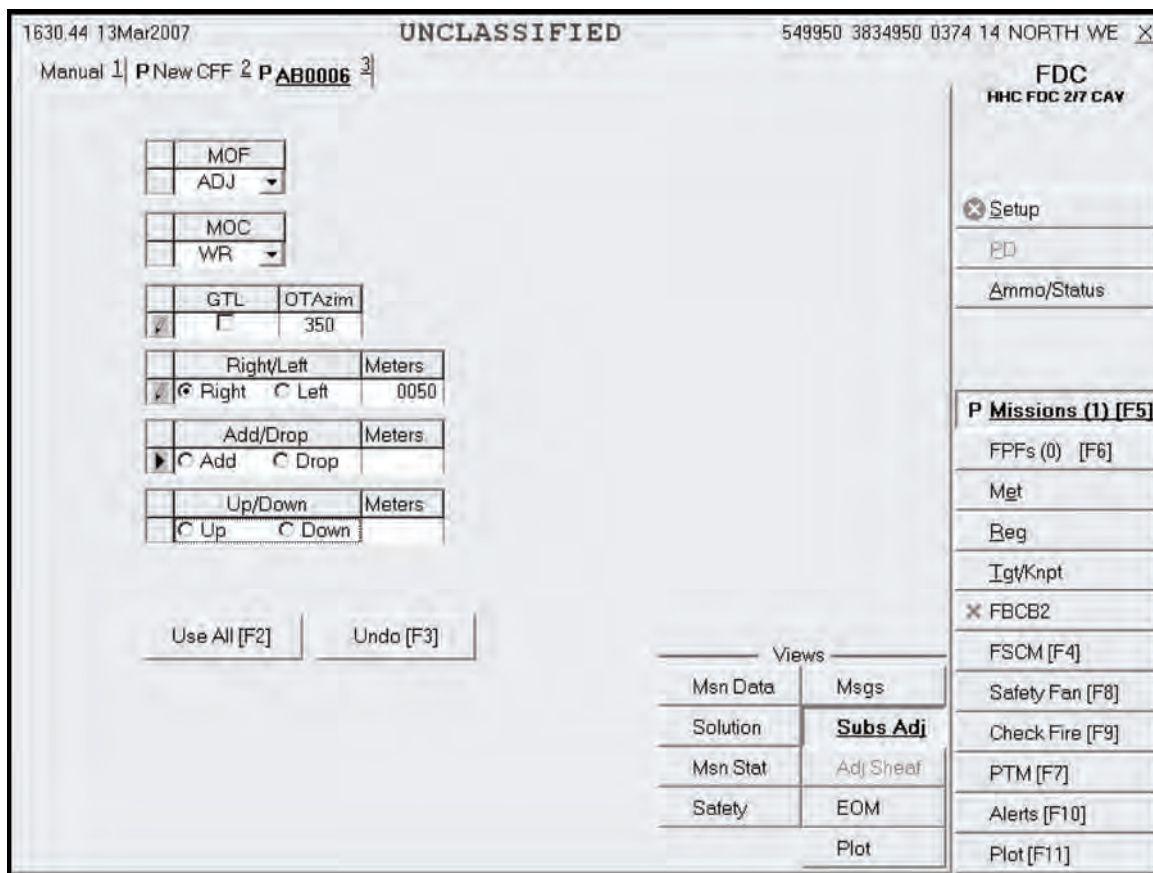 1630.44 13Mar2007 UNCLASSIFIED 549950 3834950 0374 14 NORTH WE X
Manual 1 P New CFF 2 P AB0006 3
FDC
HHC FDC 2/7 CAV
MOF
ADJ
MOC
WR
GTL OTAzim
350
Right/Left Meters
Right Left 0050
Add/Drop Meters
Add Drop
Up/Down Meters
Up Down
Use All [F2] Undo [F3]
Views
Msn Data Msgs
Solution Subs Adj
Msn Stat Adj Sheaf
Safety EOM
Plot
Setup
PD
Ammo/Status
P Missions (1) [F5]
FPFs (0) [F6]
Met
Reg
Tgt/Knpt
FBCB2
FSCM [F4]
Safety Fan [F8]
Check Fire [F9]
PTM [F7]
Alerts [F10]
Plot [F11]